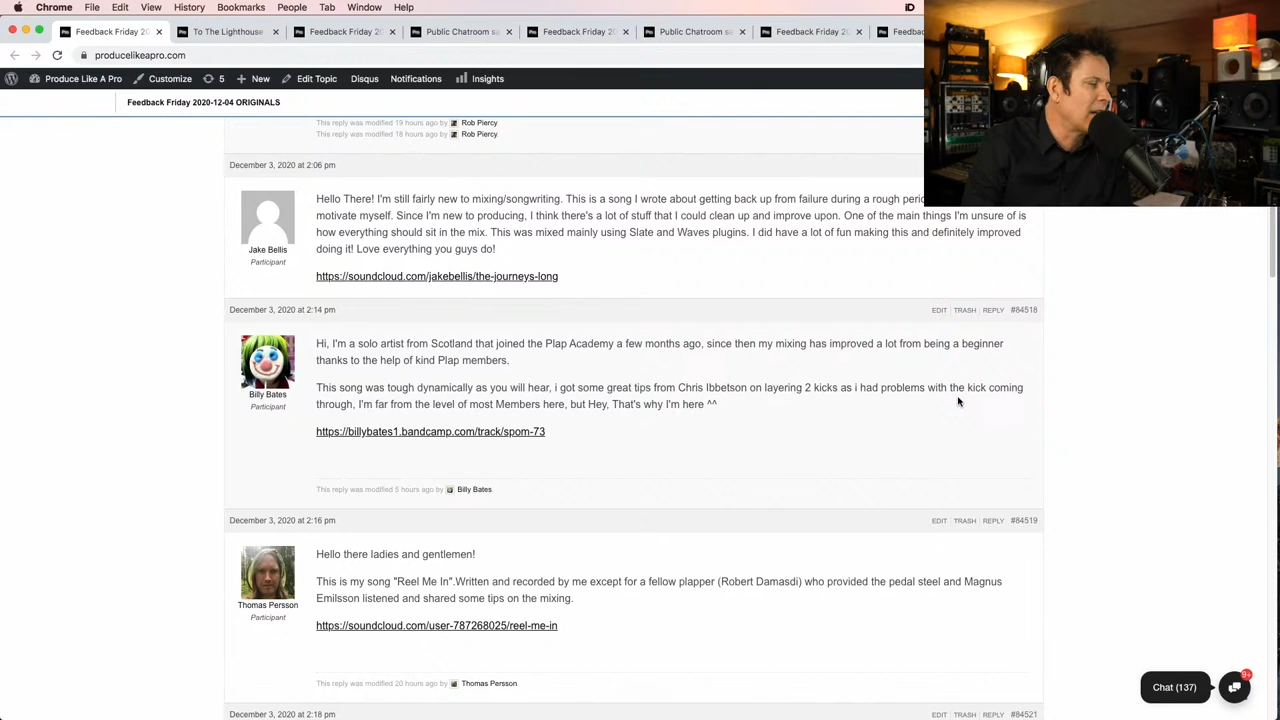 Chrome File Edit View History Bookmarks People Tab Window Help
Feedback Friday 20 To The Lighthouse Feedback Friday 20 Public Chatroom sa Feedback Friday 20 Public Chatroom sa Feedback Friday 20 Feedba
producelikeapro.com
Produce Like A Pro Customize 5 New Edit Topic Disqus Notifications Insights
Feedback Friday 2020-12-04 ORIGINALS
This reply was modified 19 hours ago by Rob Piercy.
This reply was modified 16 hours ago by Rob Piercy.
December 3, 2020 at 2:06 pm
Hello There! I'm still fairly new to mixing/songwriting. This is a song I wrote about getting back up from failure during a rough
motivate myself. Since I'm new to producing, I think there's a lot of stuff that I could clean up and improve upon. One of the main things I'm unsure of is
how everything should sit in the mix. This was mixed mainly using Slate and Waves plugins. I did have a lot of fun making this and definitely improved
doing it! Love everything you guys do!
Jake Bellis
Participant
https://soundcloud.com/jakebellis/the-journeys-long
December 3, 2020 at 2:14 pm EDIT TRASH REPLY #84518
Hi, I'm a solo artist from Scotland that joined the Plap Academy a few months ago, since then my mixing has improved a lot from being a beginner
thanks to the help of kind Plap members.
This song was tough dynamically as you will hear, i got some great tips from Chris Ibbetson on layering 2 kicks as i had problems with the kick coming
through, I'm far from the level of most Members here, but Hey, That's why I'm here ^^
Billy Bates
Participant
https://billybates1.bandcamp.com/track/spom-73
This reply was modified 5 hours ago by Billy Bates.
December 3, 2020 at 2:16 pm EDIT TRASH REPLY #84519
Hello there ladies and gentlemen!
This is my song "Reel Me In".Written and recorded by me except for a fellow plapper (Robert Damasdi) who provided the pedal steel and Magnus
Emilsson listened and shared some tips on the mixing.
Thomas Persson
Participant
https://soundcloud.com/user-787268025/reel-me-in
This reply was modified 20 hours ago by Thomas Persson
December 3, 2020 at 2:18 pm EDIT TRASH REPLY #84521
Chat (137)
9+